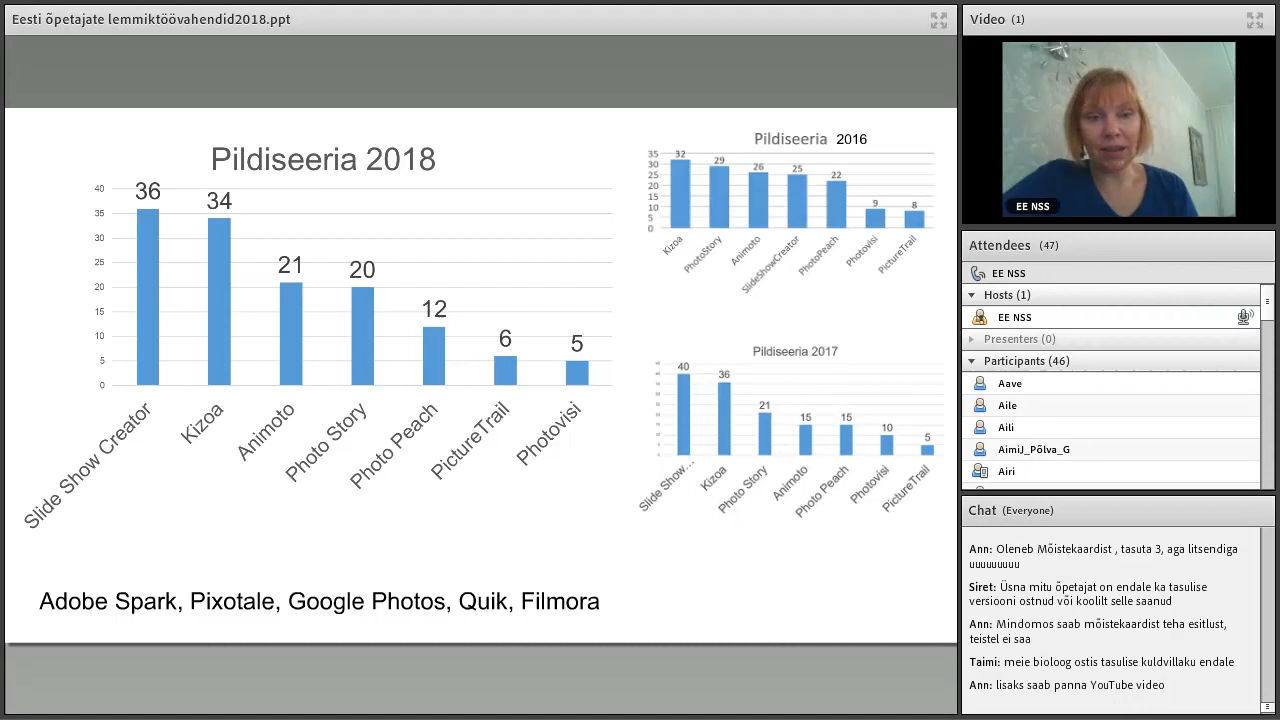 Eesti õpetajate lemmiktöövahendid2018.ppt
Pildiseeria 2018
40
35
30
25
20
15
10
5
0
36
34
21
20
12
6
5
Slide Show Creator
Kizoa
Animoto
Photo Story
Photo Peach
PictureTrail
Photovisi
Pildiseeria 2016
35
30
25
20
15
10
5
0
32
29
26
25
22
9
8
Kizoa
PhotoStory
Animoto
SlideShowCreator
PhotoPeach
Photovisi
PictureTrail
Pildiseeria 2017
40
36
21
15
15
10
5
Slide Show...
Kizoa
Photo Story
Animoto
Photo Peach
Photovisi
PictureTrail
Adobe Spark, Pixotale, Google Photos, Quik, Filmora
Video (1)
EE NSS
Attendees (47)
EE NSS
Hosts (1)
EE NSS
Presenters (0)
Participants (46)
Aave
Aile
Aili
AimiJ_Põlva_G
Airi
Chat (Everyone)
Ann: Oleneb Mõistekaardist , tasuta 3, aga litsendiga
uuuuuuuuu
Siret: Üsna mitu õpetajat on endale ka tasulise
versiooni ostnud või koolilt selle saanud
Ann: Mindomos saab mõistekaardist teha esitlust,
teistel ei saa
Taimi: meie bioloog ostis tasulise kuldvillaku endale
Ann: lisaks saab panna YouTube video